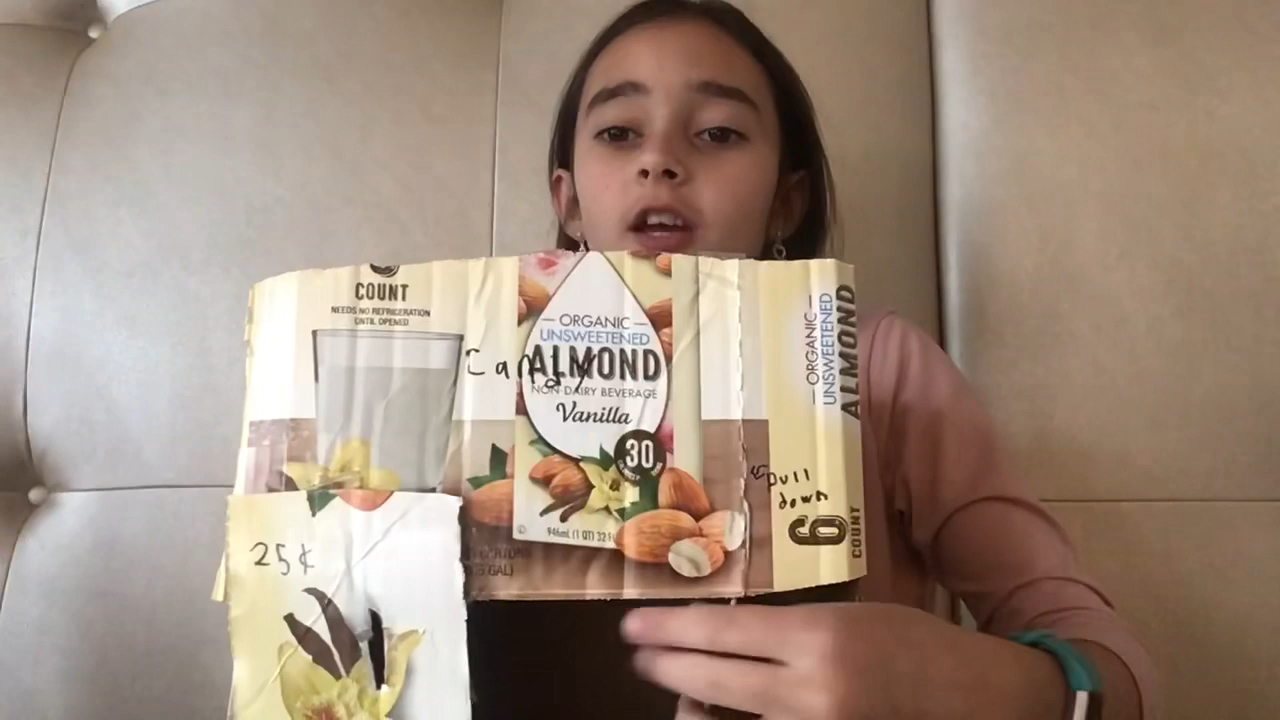 COUNT
NEEDS NO REFRIGERATION
UNTIL OPENED
ORGANIC
UNSWEETENED
ALMOND
NON-DAIRY BEVERAGE
Vanilla
30
946mL (1 QT) 32 F
Candy
ORGANIC
UNSWEETENED
ALMOND
pull
down
6
COUNT
GAL)
25¢